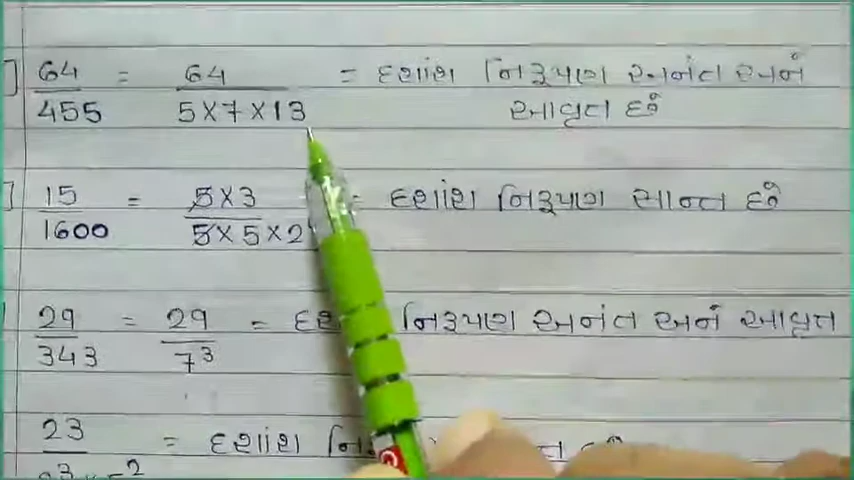 ] 64/455 = 64/5×7×13 = દશાંશ નિરૂપણ અનંત અને
આવૃત છે
] 15/1600 = 5×3/5×5×2 = દશાંશ નિરૂપણ સાન્ત છે
29/343 = 29/7³ = નિરૂપણ અનંત અને આવૃત
23 = દશાંશ